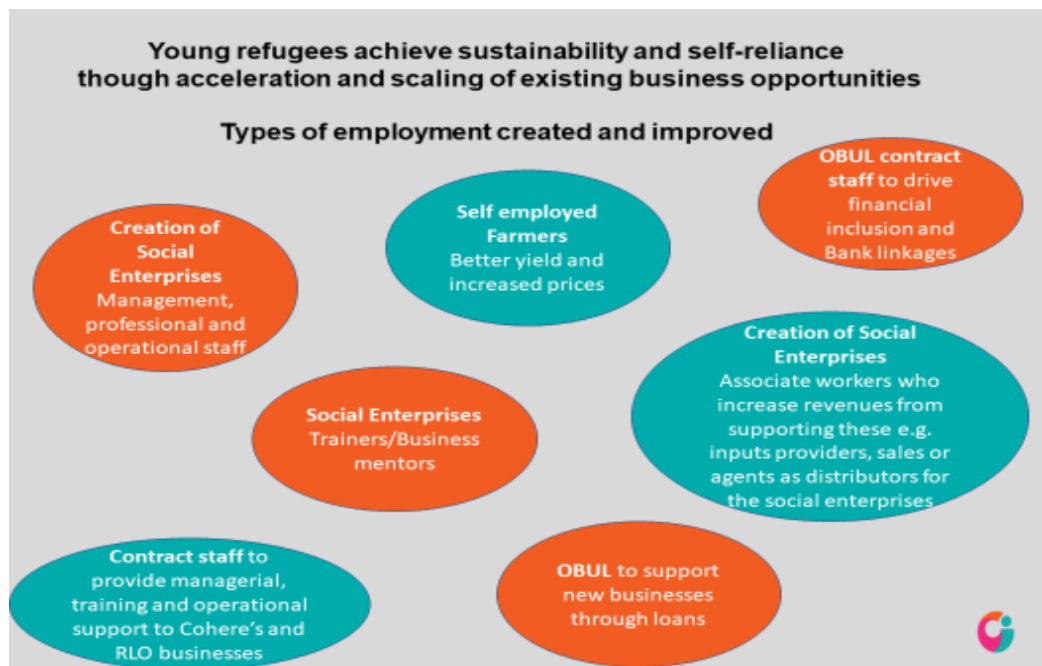 Young refugees achieve sustainability and self-reliance
though acceleration and scaling of existing business opportunities
Types of employment created and improved
OBUL contract
staff to drive
financial
inclusion and
Bank linkages
Self employed
Farmers
Better yield and
increased prices
Creation of
Social
Enterprises
Management,
professional and
operational staff
Creation of Social
Enterprises
Associate workers who
increase revenues from
supporting these e.g.
inputs providers, sales or
agents as distributors for
the social enterprises
Social Enterprises
Trainers/Business
mentors
Contract staff to
provide managerial,
training and operational
support to Cohere's and
RLO businesses
OBUL to support
new businesses
through loans